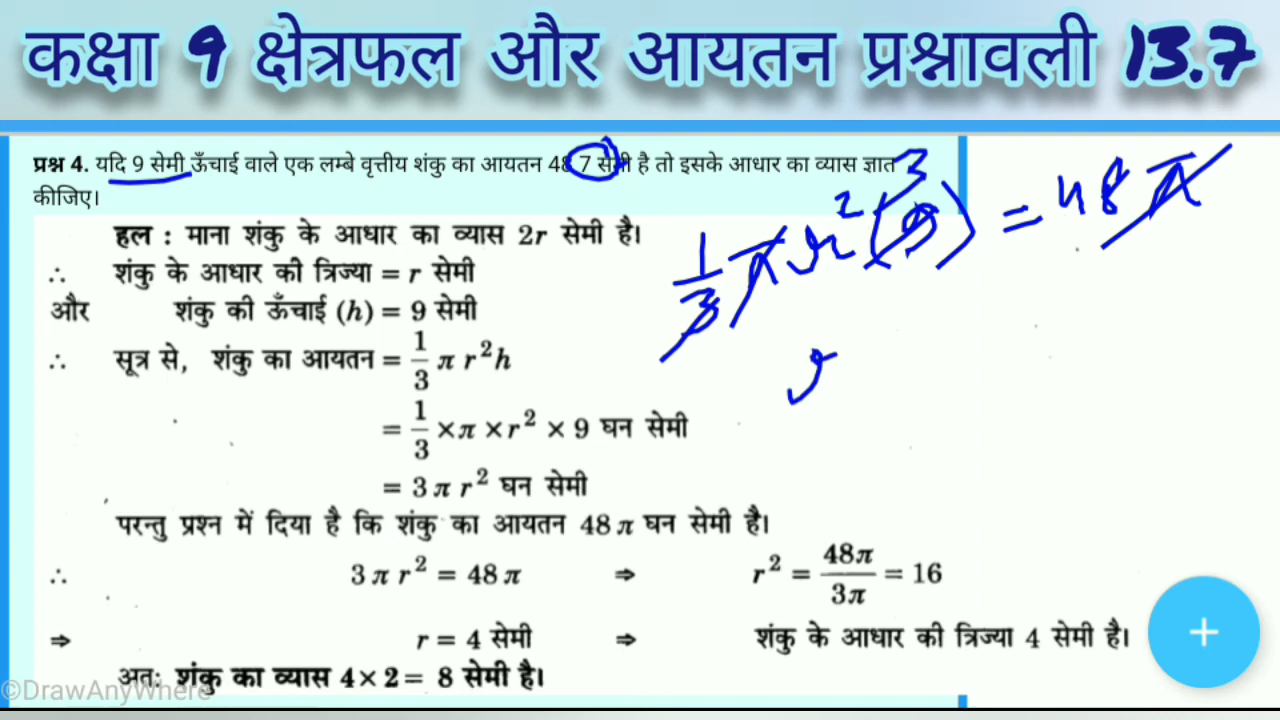 कक्षा 9 क्षेत्रफल और आयतन प्रश्नावली 13.7
प्रश्न 4. यदि 9 सेमी ऊँचाई वाले एक लम्बे वृत्तीय शंकु का आयतन 48 7 सेमी है तो इसके आधार का व्यास ज्ञात
कीजिए।
हल : माना शंकु के आधार का व्यास 2r सेमी है।
∴ शंकु के आधार की त्रिज्या = r सेमी
और शंकु की ऊँचाई (h) = 9 सेमी
∴ सूत्र से, शंकु का आयतन = 1/3 π r²h
= 1/3 ×π ×r² × 9 घन सेमी
= 3 π r² घन सेमी
परन्तु प्रश्न में दिया है कि शंकु का आयतन 48 π घन सेमी है।
∴ 3 π r² = 48 π ⇒ r² = 48π/3π = 16
⇒ r = 4 सेमी ⇒ शंकु के आधार की त्रिज्या 4 सेमी है।
अत: शंकु का व्यास 4× 2 = 8 सेमी है।
1/3 π r² (9) 3 = 48 π
r
©DrawAnyWhere
+